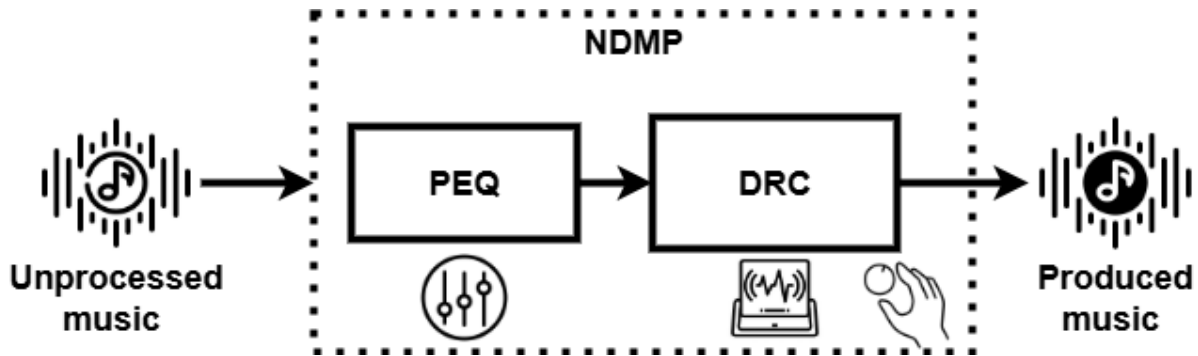 NDMP
PEQ
DRC
Unprocessed
music
Produced
music